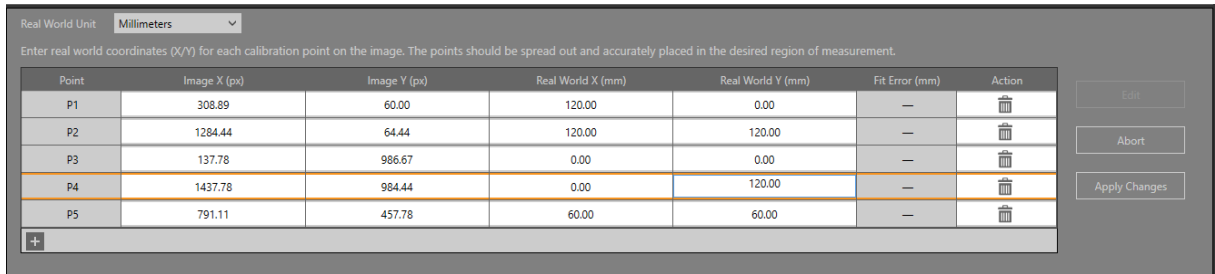 Real World Unit Millimeters
Enter real world coordinates (X/Y) for each calibration point on the image. The points should be spread out and accurately placed in the desired region of measurement.
Point Image X (px) Image Y (px) Real World X (mm) Real World Y (mm) Fit Error (mm) Action
P1 308.89 60.00 120.00 0.00 —
Edit
P2 1284.44 64.44 120.00 120.00 —
Abort
P3 137.78 986.67 0.00 0.00 —
P4 1437.78 984.44 0.00 120.00 —
Apply Changes
P5 791.11 457.78 60.00 60.00 —
+